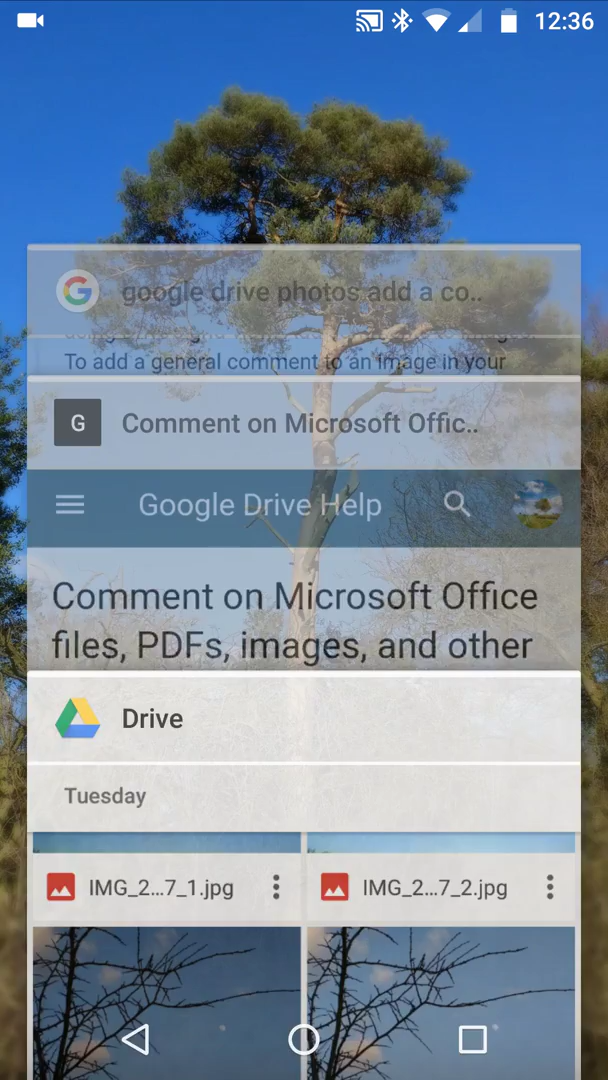 12:36
google drive photos add a co..
To add a general comment to an image in your
G
Comment on Microsoft Offic..
Google Drive Help
Comment on Microsoft Office
files, PDFs, images, and other
Drive
Tuesday
IMG_2...7_1.jpg
IMG_2...7_2.jpg